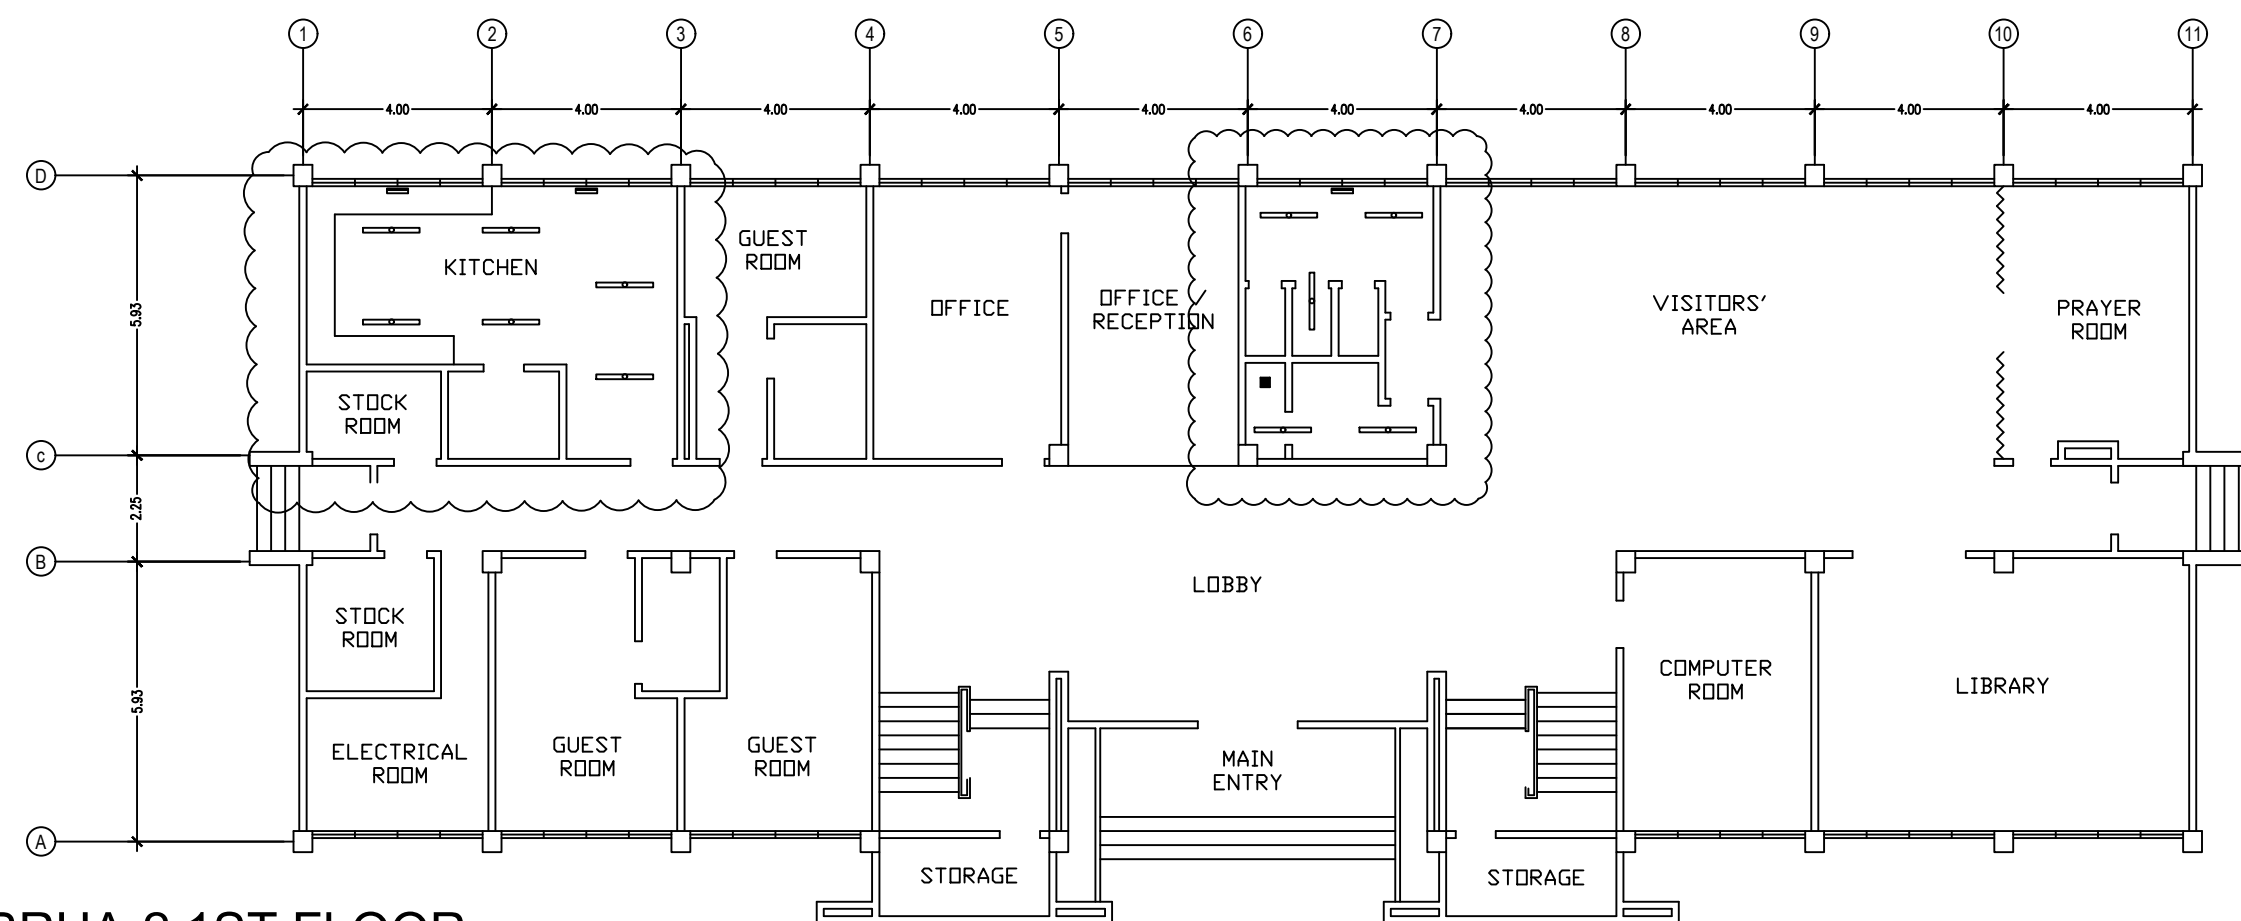 1 2 3 4 5 6 7 8 9 10 11
4.00 4.00 4.00 4.00 4.00 4.00 4.00 4.00 4.00 4.00
D
GUEST
ROOM
KITCHEN
OFFICE
OFFICE /
RECEPTION
VISITORS'
AREA
PRAYER
ROOM
5.93
STOCK
ROOM
c
2.25
B
LOBBY
STOCK
ROOM
COMPUTER
ROOM
LIBRARY
5.93
ELECTRICAL
ROOM
GUEST
ROOM
GUEST
ROOM
MAIN
ENTRY
A
STORAGE
STORAGE
1ST FLOOR